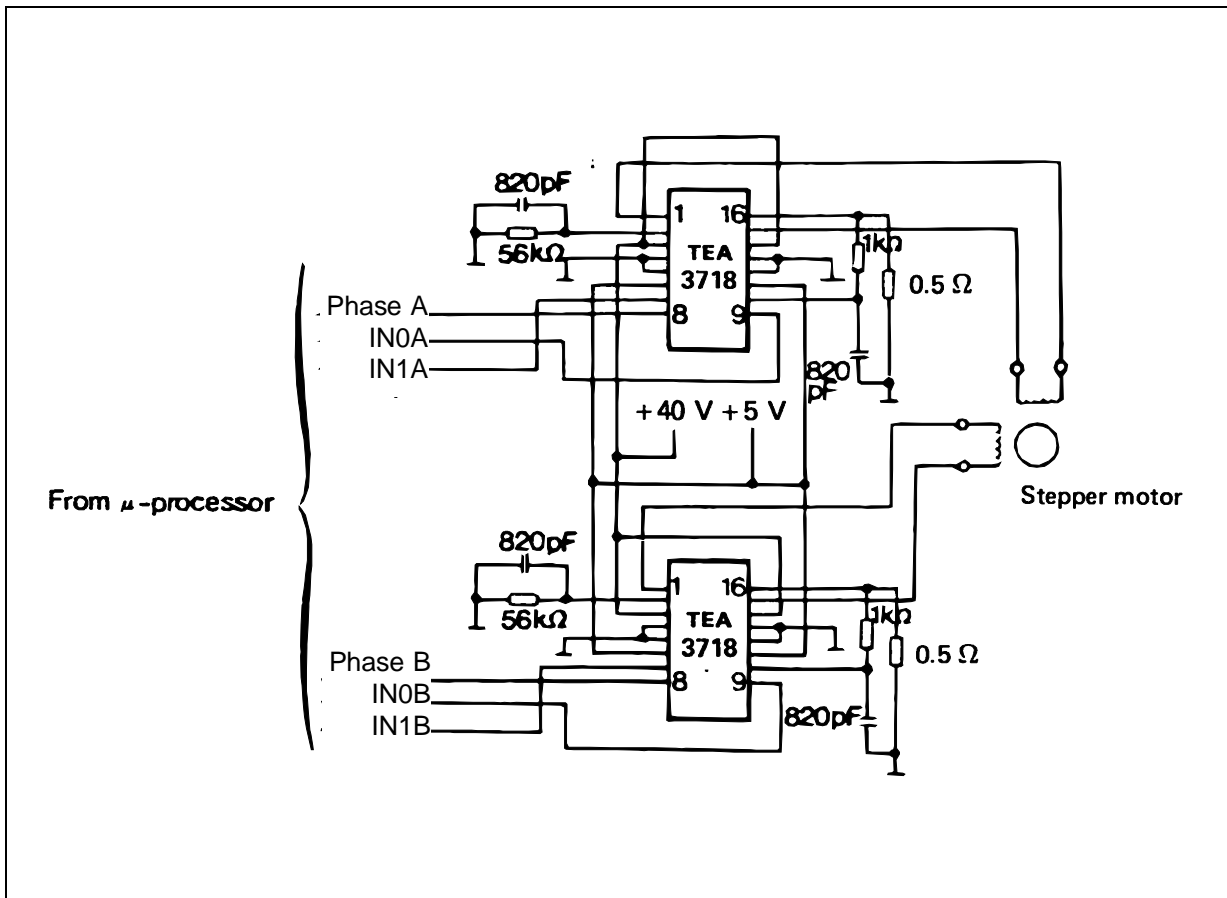 820pF
56kΩ
1 16
TEA
3718
8 9
1kΩ
0.5 Ω
820
pF
Phase A
IN0A
IN1A
+40 V +5 V
From μ-processor
Stepper motor
820pF
56kΩ
1 16
TEA
3718
8 9
1kΩ
0.5 Ω
820pF
Phase B
IN0B
IN1B